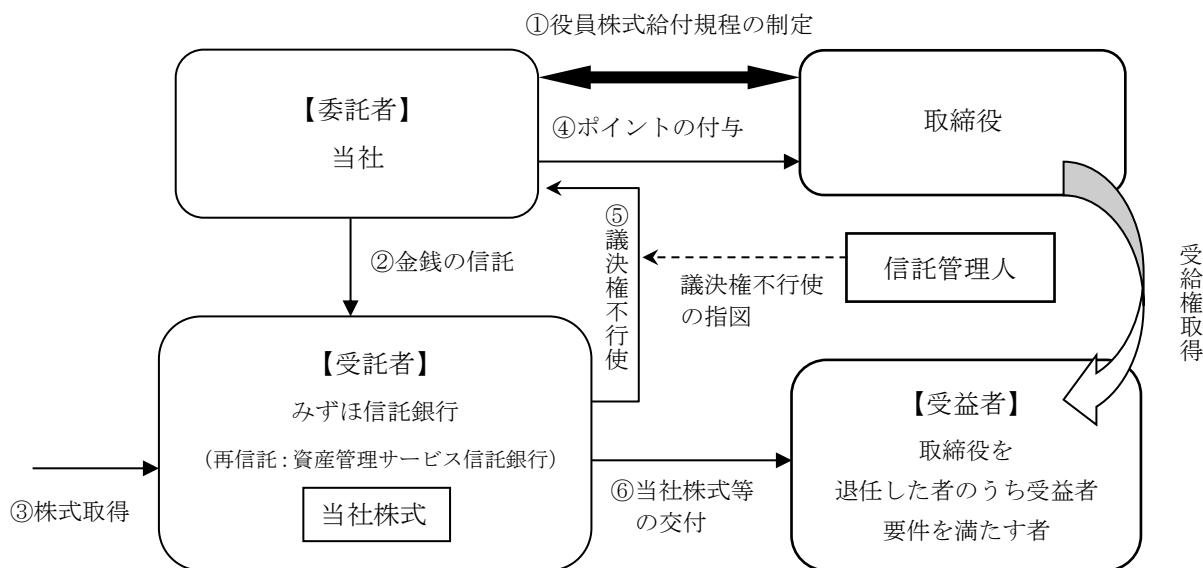 ①役員株式給付規程の制定
【委託者】
当社
④ポイントの付与
取締役
②金銭の信託
⑤議決権不行使
議決権不行使
の指図
信託管理人
受給権取得
【受託者】
みずほ信託銀行
（再信託：資産管理サービス信託銀行）
当社株式
③株式取得
⑥当社株式等
の交付
【受益者】
取締役を
退任した者のうち受益者
要件を満たす者